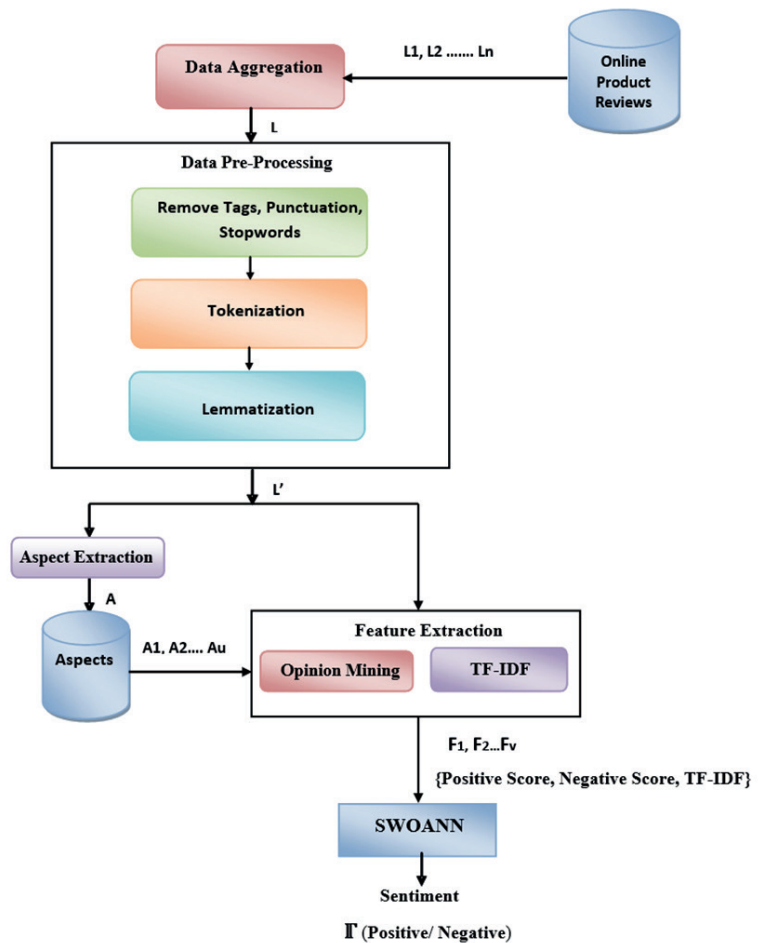 Data Aggregation
L1, L2 ....... Ln
Online
Product
Reviews
L
Data Pre-Processing
Remove Tags, Punctuation,
Stopwords
Tokenization
Lemmatization
L’
Aspect Extraction
A
Aspects
A1, A2.... Au
Feature Extraction
Opinion Mining
TF-IDF
F1, F2...Fv
{Positive Score, Negative Score, TF-IDF}
SWOANN
Sentiment
𝚪 (Positive/ Negative)